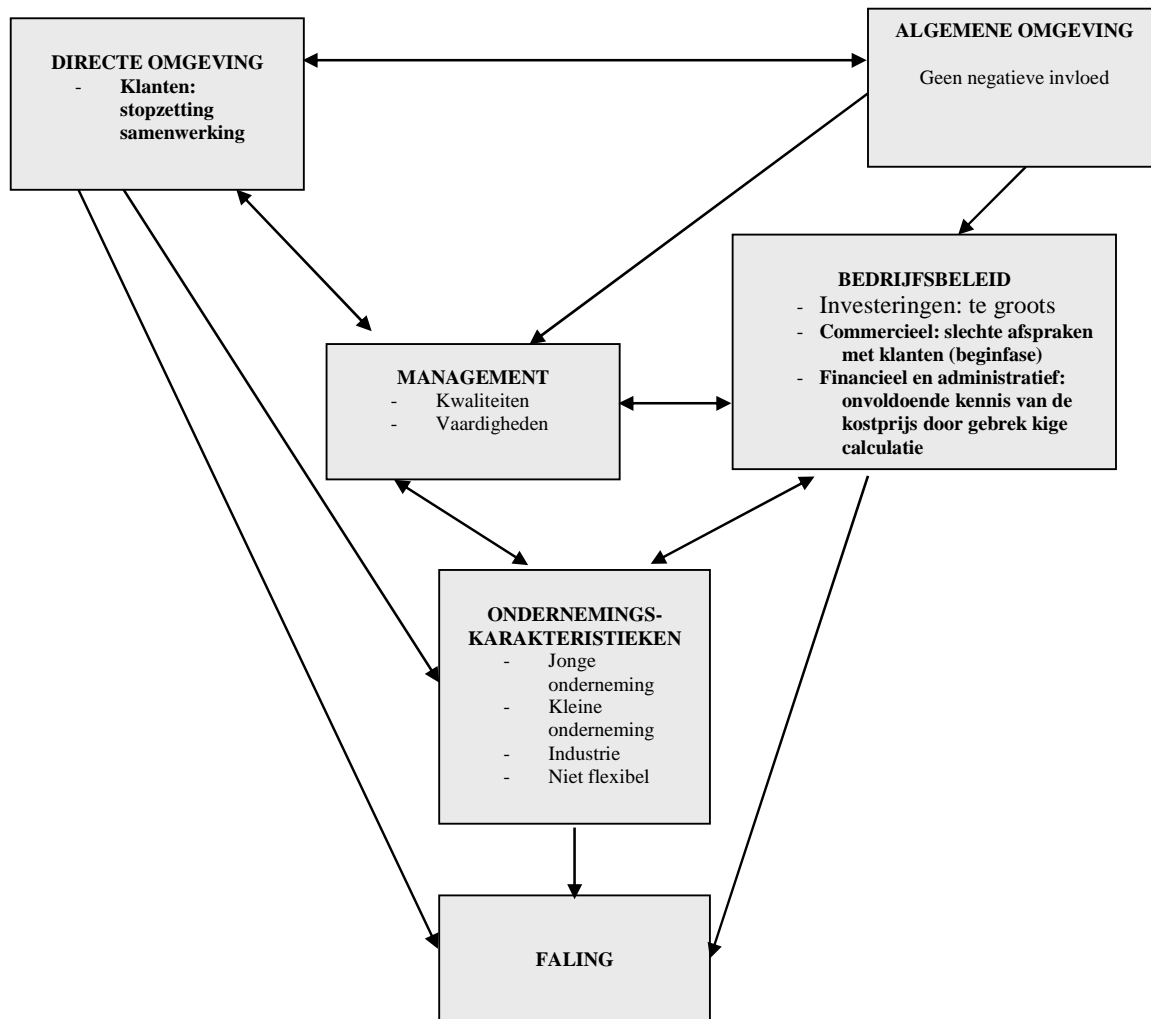 DIRECTE OMGEVING
- Klanten:
stopzetting
samenwerking
ALGEMENE OMGEVING
Geen negatieve invloed
BEDRIJFSBELEID
- Investeringen: te groots
- Commercieel: slechte afspraken
met klanten (beginfase)
- Financieel en administratief:
onvoldoende kennis van de
kostprijs door gebrek kige
calculatie
MANAGEMENT
- Kwaliteiten
- Vaardigheden
ONDERNEMINGS-
KARAKTERISTIEKEN
- Jonge
onderneming
- Kleine
onderneming
- Industrie
- Niet flexibel
FALING